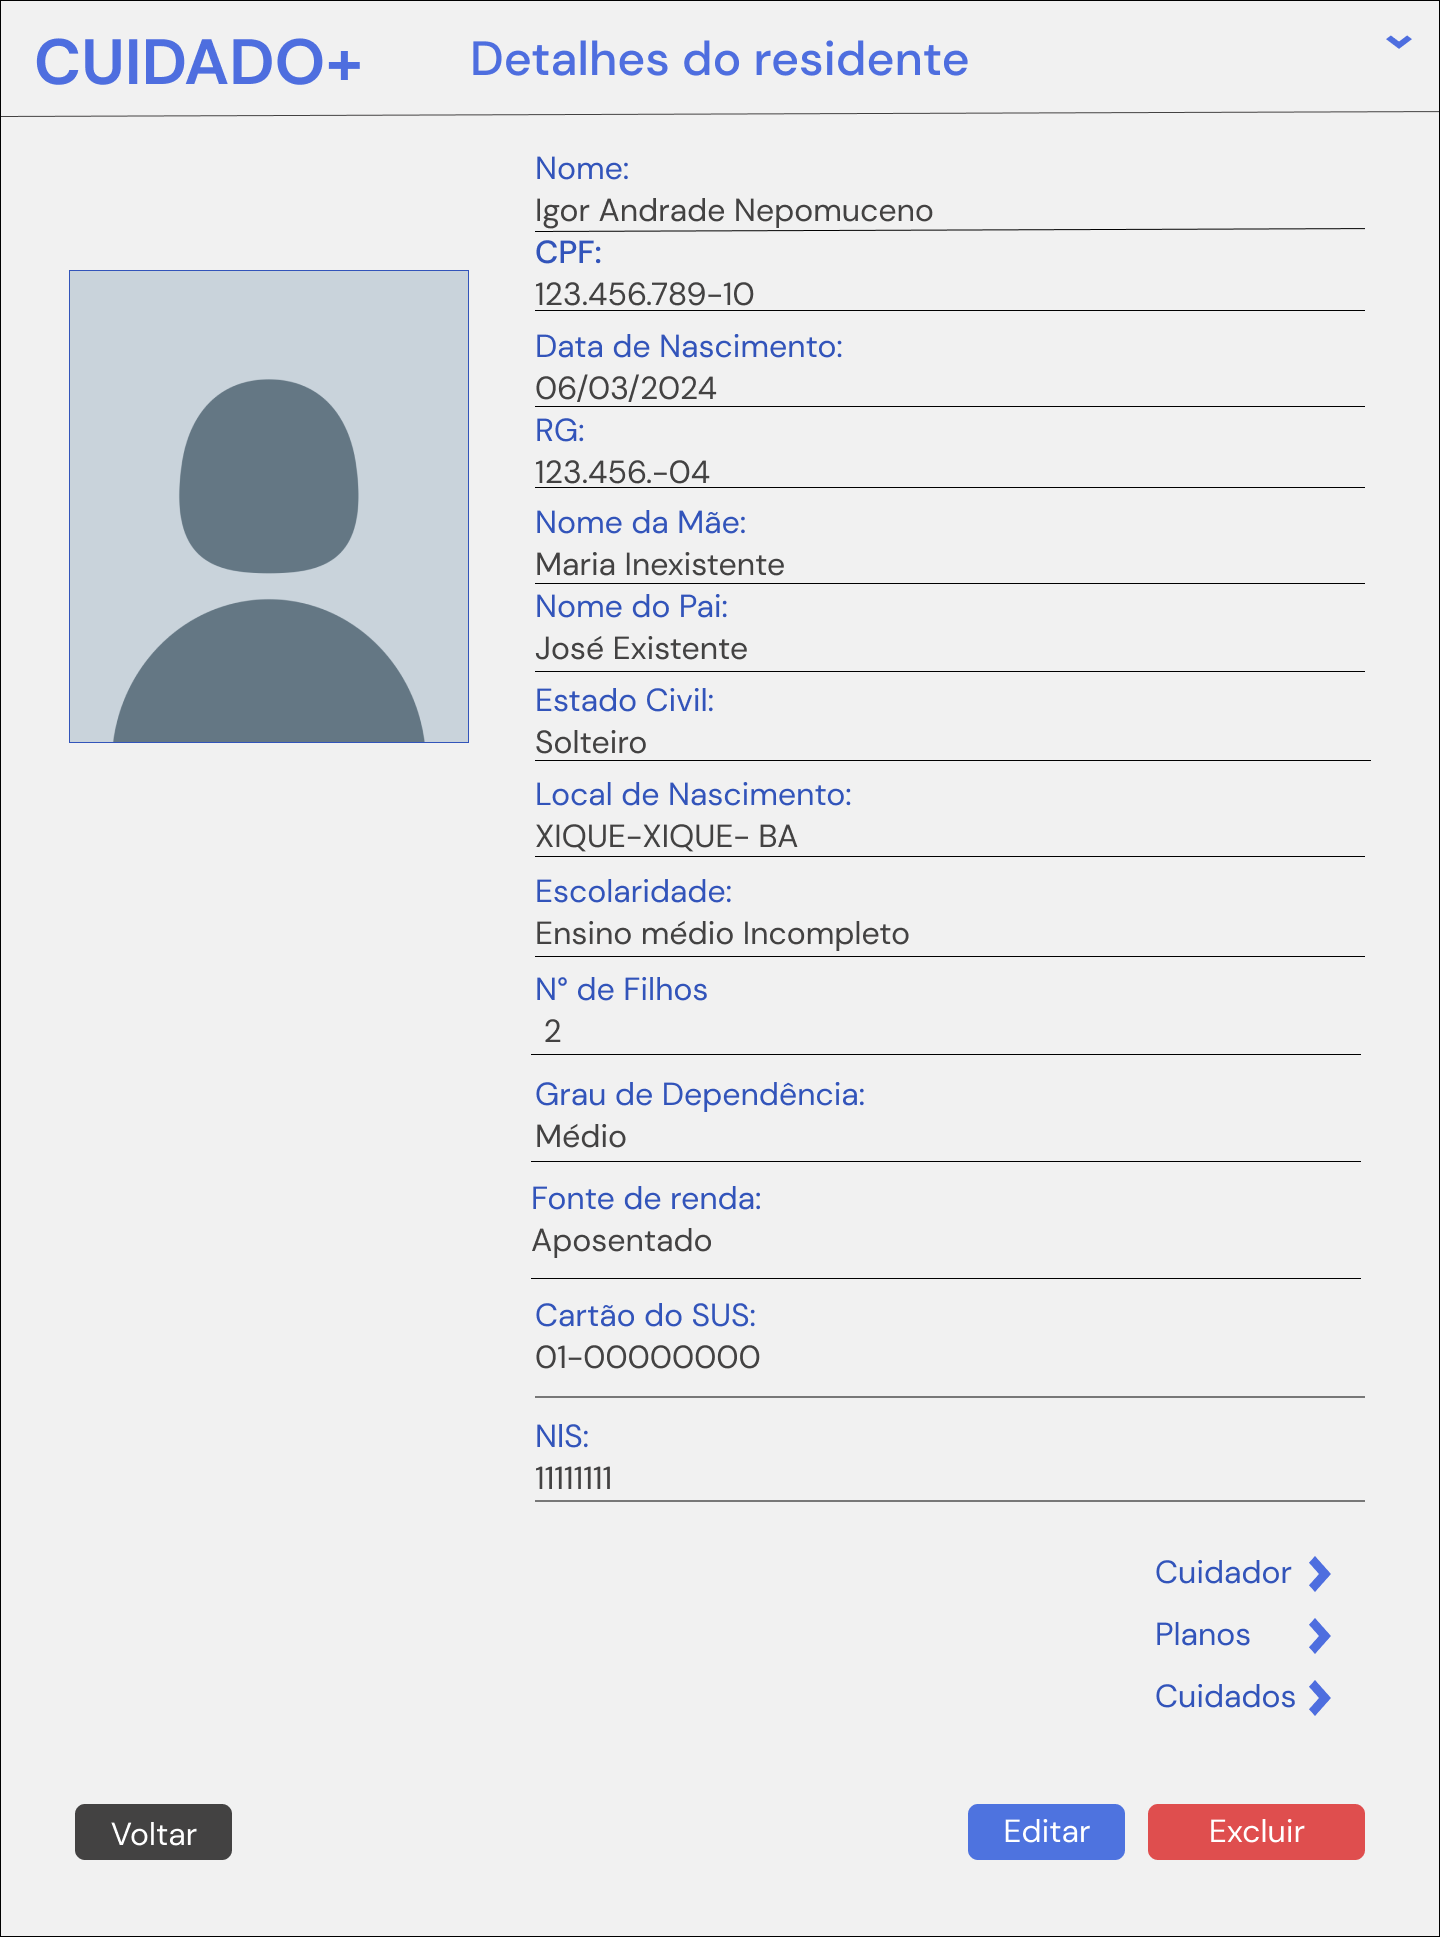 CUIDADO+
Detalhes do residente
Nome:
Igor Andrade Nepomuceno
CPF:
123.456.789-10
Data de Nascimento:
06/03/2024
RG:
123.456.-04
Nome da Mãe:
Maria Inexistente
Nome do Pai:
José Existente
Estado Civil:
Solteiro
Local de Nascimento:
XIQUE-XIQUE- BA
Escolaridade:
Ensino médio Incompleto
N° de Filhos
2
Grau de Dependência:
Médio
Fonte de renda:
Aposentado
Cartão do SUS:
01-00000000
NIS:
11111111
Cuidador
Planos
Cuidados
Voltar
Editar
Excluir